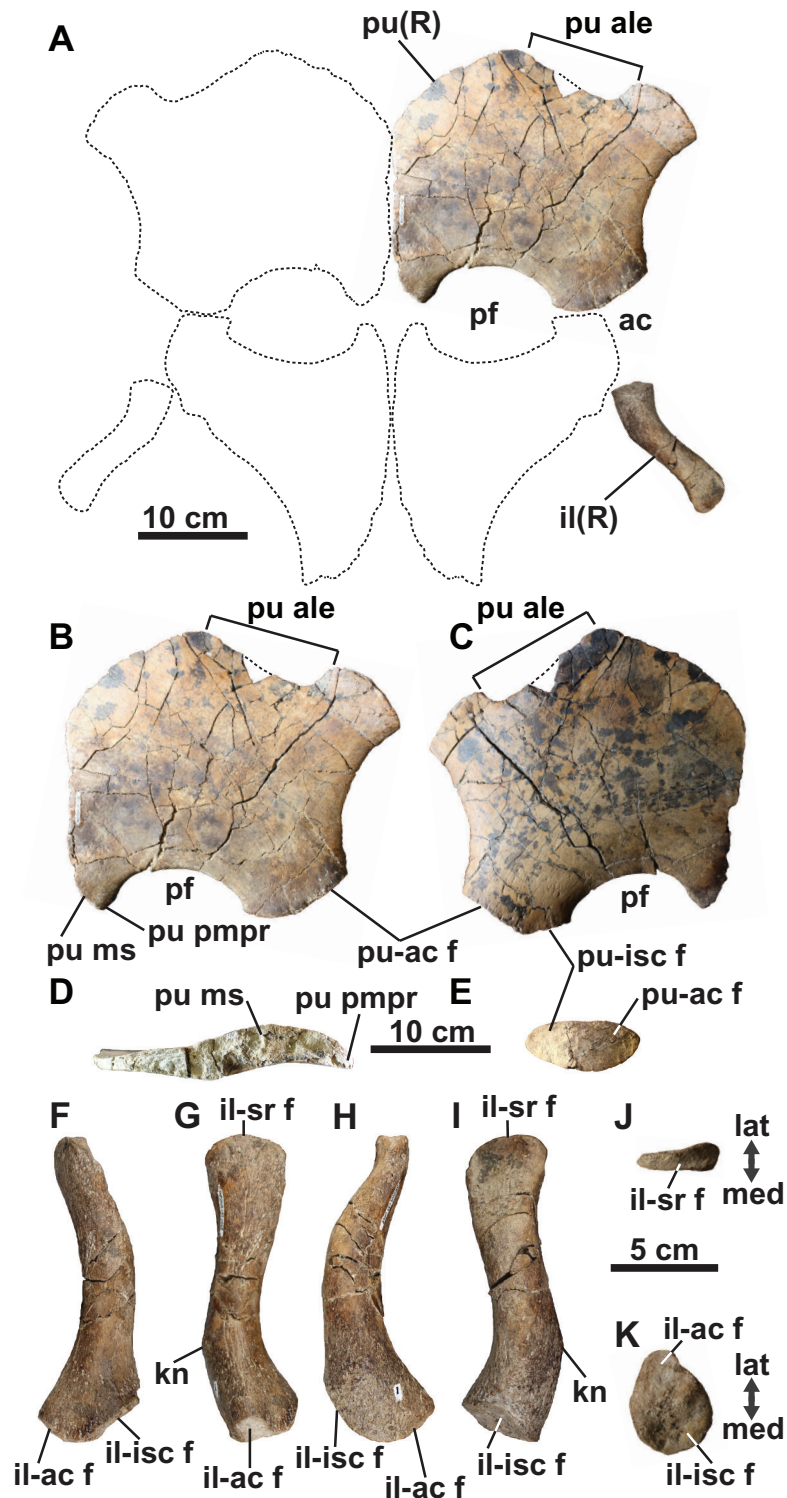 A
pu(R)
pu ale
pf
ac
10 cm
il(R)
B
pu ale
C
pu ale
pf
pf
pu ms
pu pmpr
pu-ac f
pu-isc f
D
pu ms
pu pmpr
10 cm
E
pu-ac f
F
G
il-sr f
H
I
il-sr f
J
lat
med
il-sr f
5 cm
K
il-ac f
lat
med
il-isc f
kn
kn
il-ac f
il-isc f
il-ac f
il-isc f
il-ac f
il-isc f